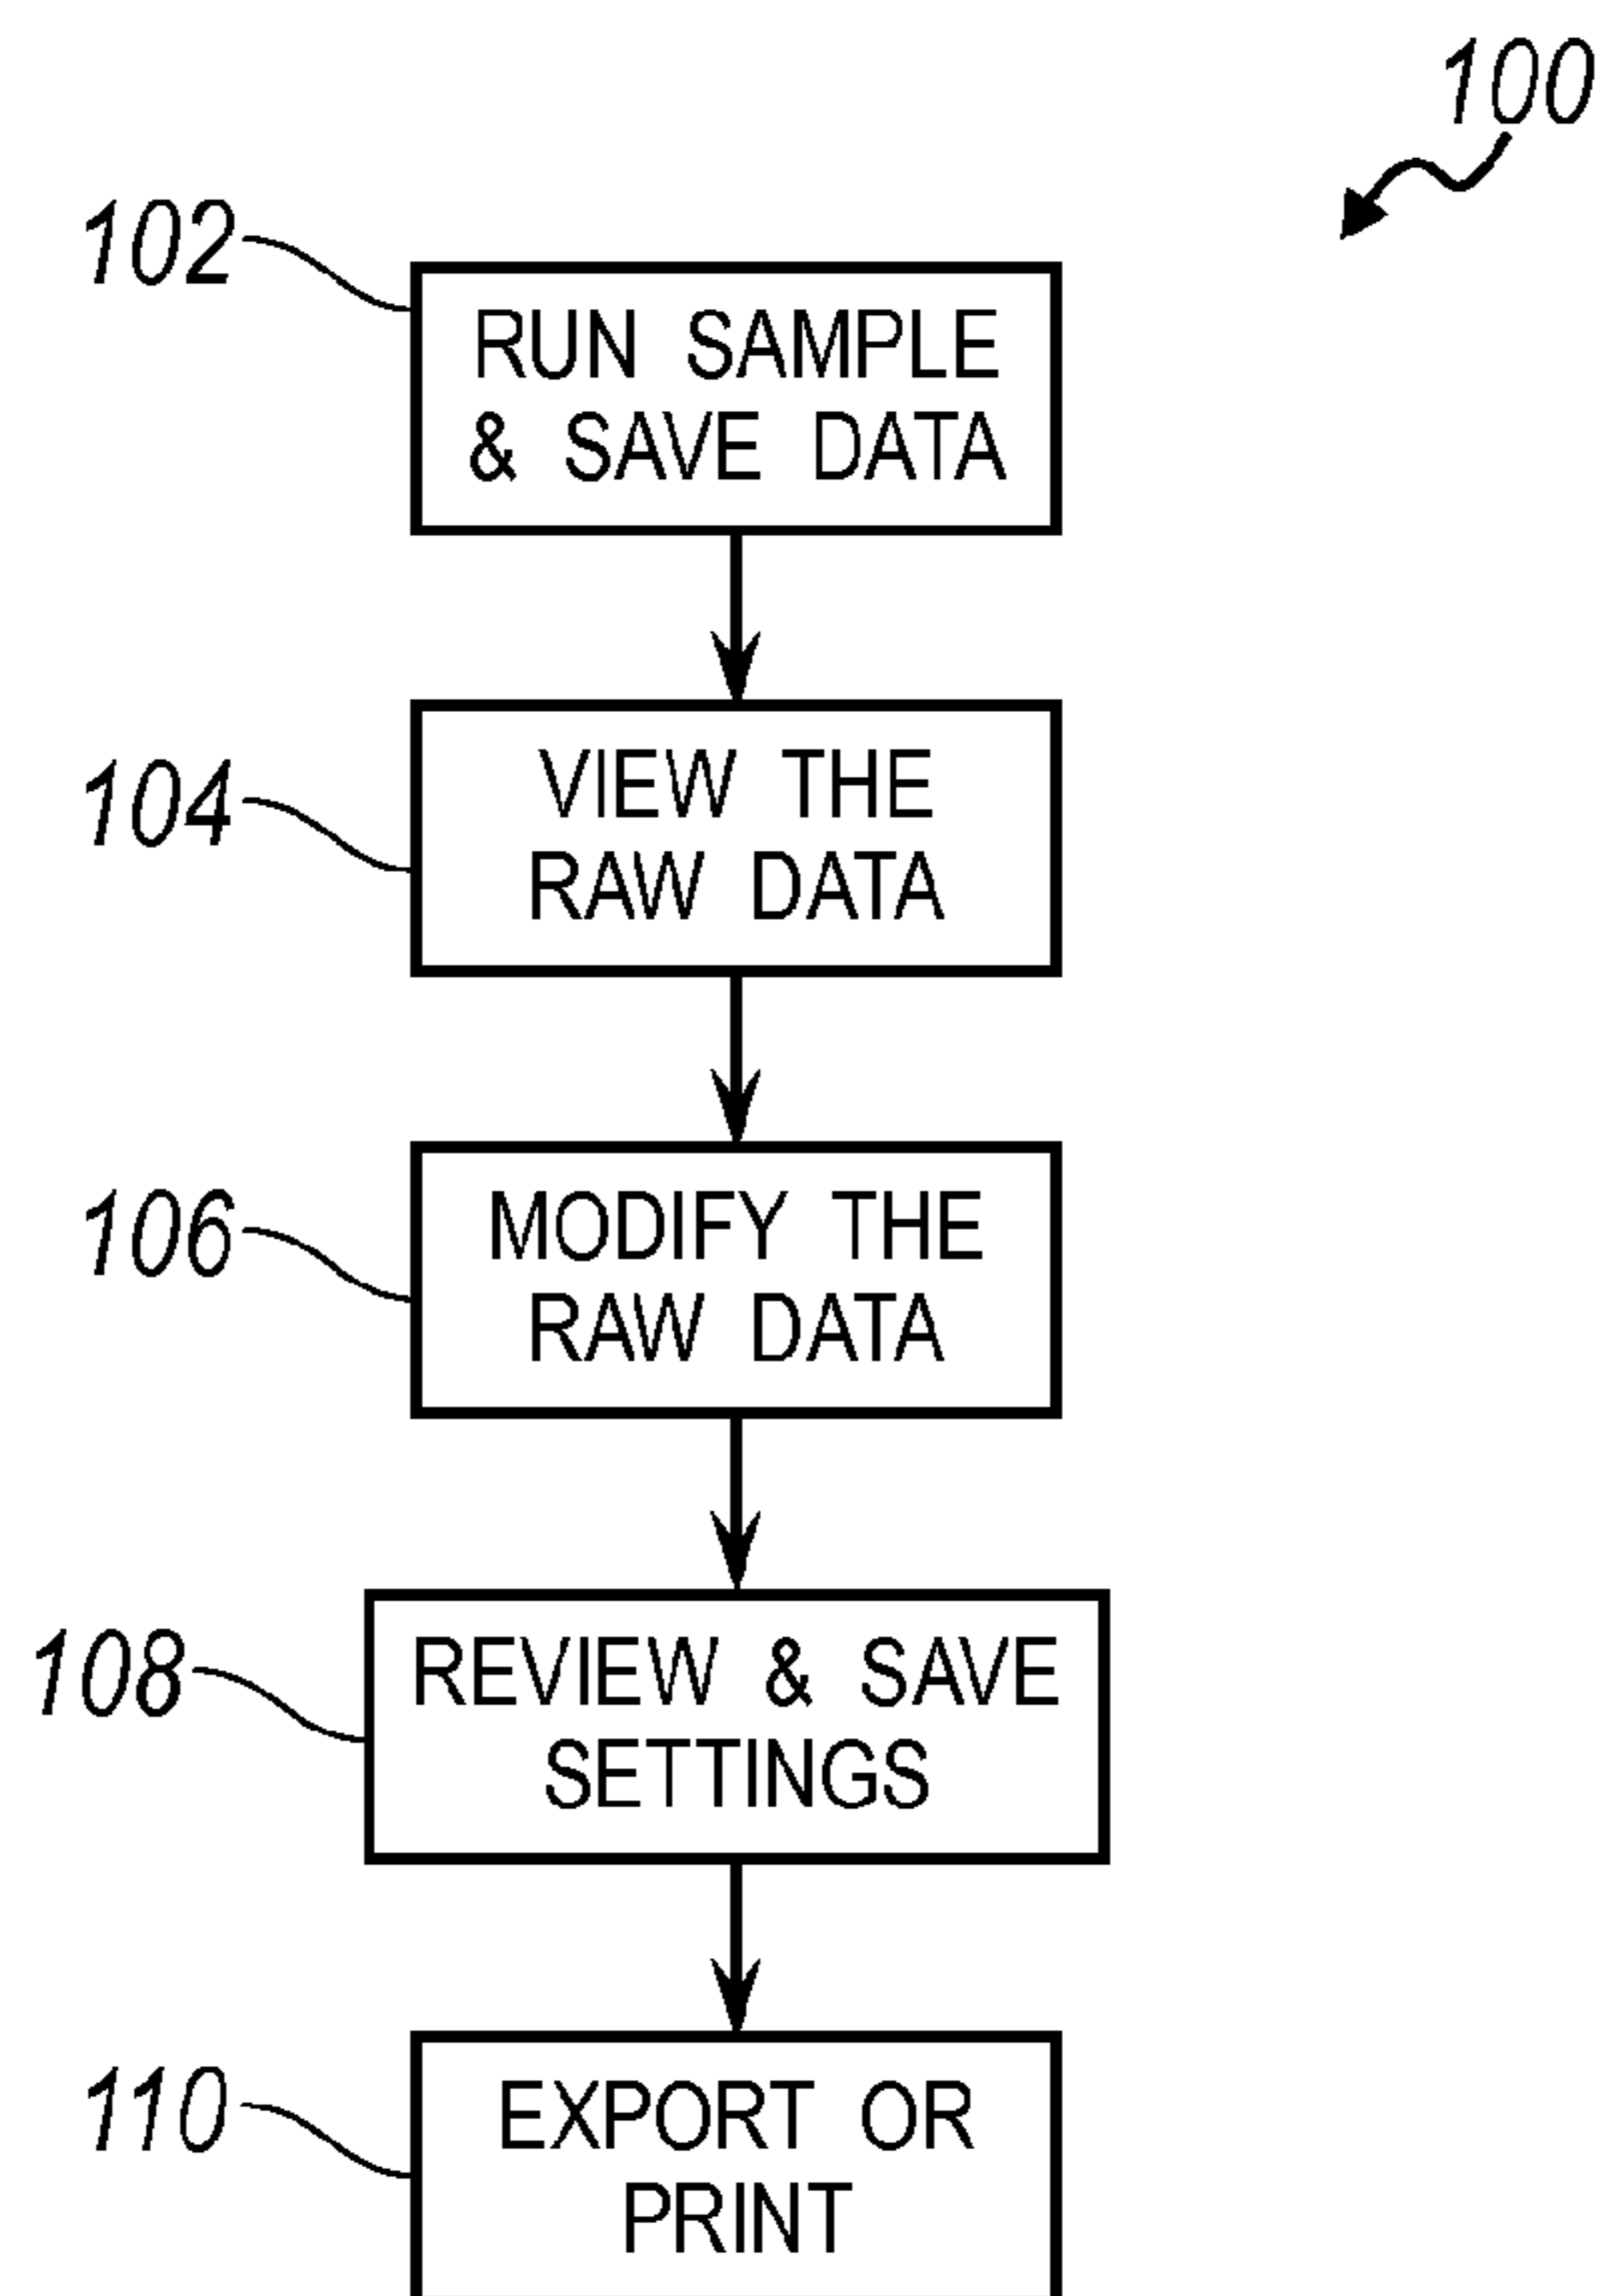 100
102
RUN SAMPLE
& SAVE DATA
104
VIEW THE
RAW DATA
106
MODIFY THE
RAW DATA
108
REVIEW & SAVE
SETTINGS
110
EXPORT OR
PRINT